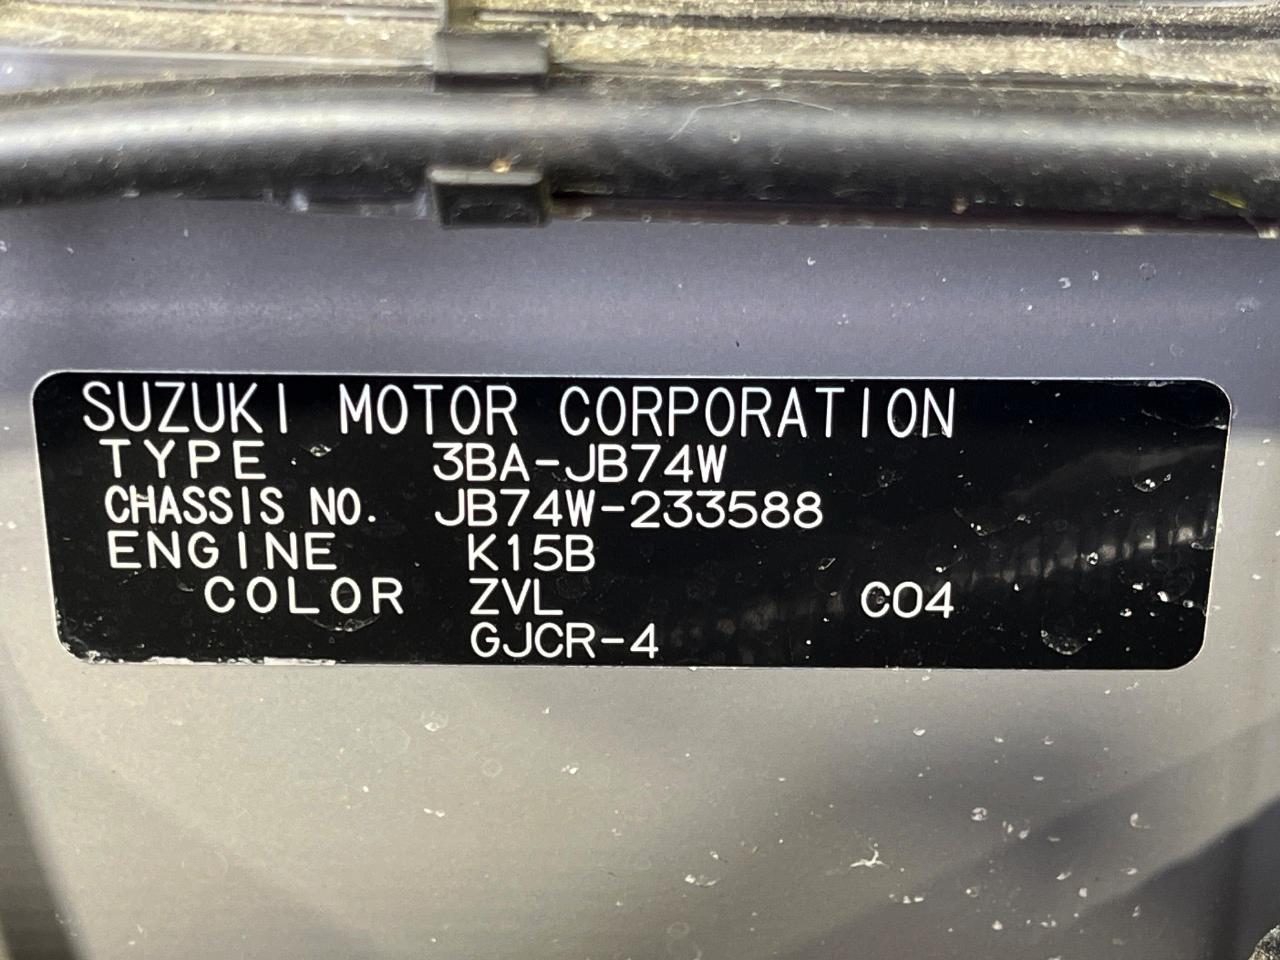 SUZUKI MOTOR CORPORATION
TYPE 3BA-JB74W
CHASSIS NO. JB74W-233588
ENGINE K15B
COLOR ZVL C04
GJCR-4